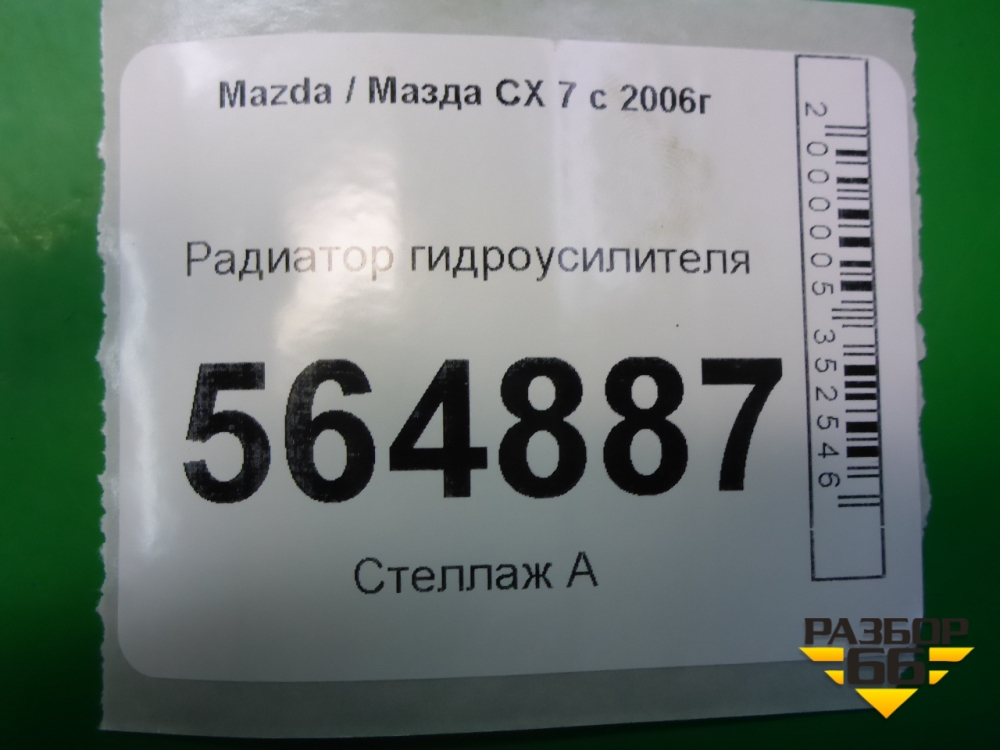 Mazda / Мазда CX 7 с 2006г
Радиатор гидроусилителя
564887
Стеллаж А
2000005352546
РАЗБОР
66